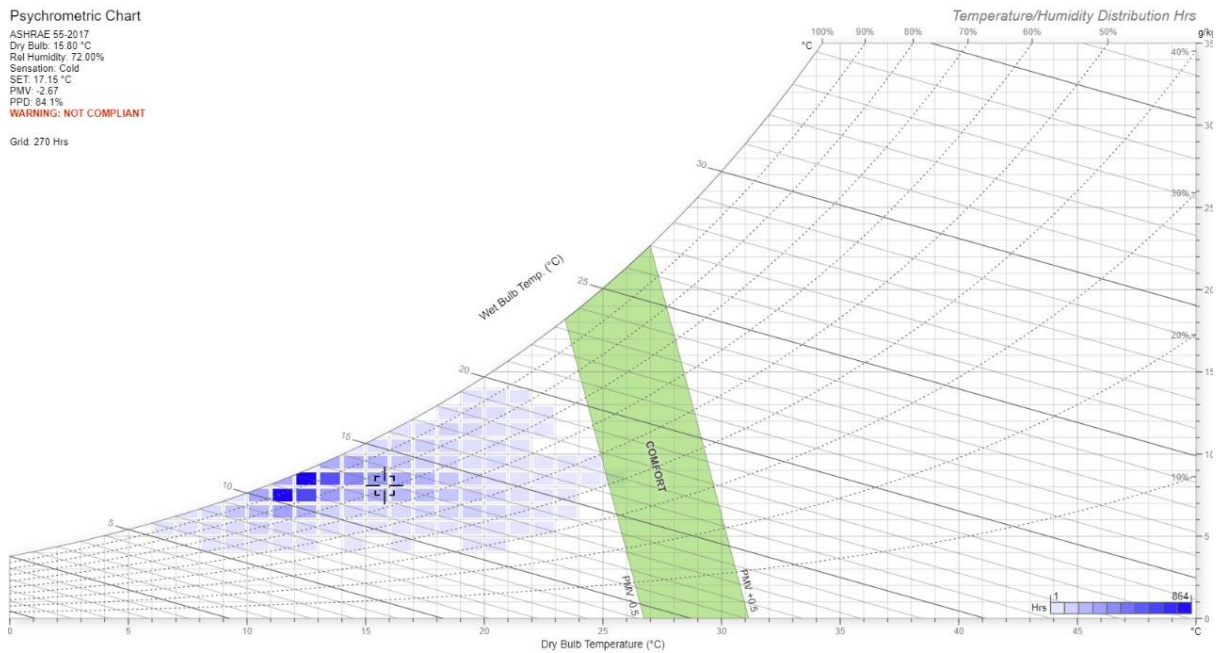 Psychrometric Chart
Temperature/Humidity Distribution Hrs
ASHRAE 55-2017
Dry Bulb: 15.80 °C
Rel Humidity: 72.00%
Sensation: Cold
SET: 17.15 °C
PMV: -2.67
PPD: 84.1%
WARNING: NOT COMPLIANT
Grid: 270 Hrs
100% 90% 80% 70% 60% 50%
g/kg
°C
35
40%
30
30
30%
25
Wet Bulb Temp. (°C)
25
20
20%
20
15
15
COMFORT
10%
10
10
5
5
PMV -0.5
PMV +0.5
1 864
Hrs
0
0 5 10 15 20 25 30 35 40 45 °C
Dry Bulb Temperature (°C)